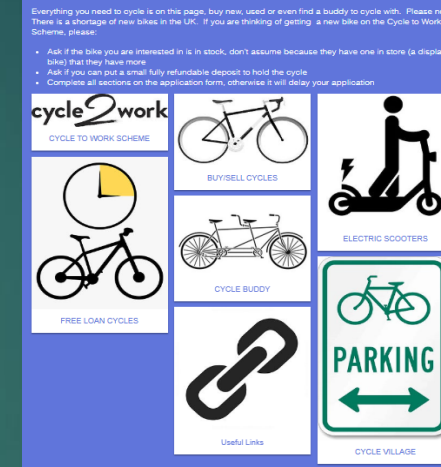 Everything you need to cycle is on this page, buy new, used or even find a buddy to cycle with. Please no
There is a shortage of new bikes in the UK. If you are thinking of getting a new bike on the Cycle to Work
Scheme, please:
• Ask if the bike you are interested in is in stock, don't assume because they have one in store (a displa
bike) that they have more
• Ask if you can put a small fully refundable deposit to hold the cycle
• Complete all sections on the application form, otherwise it will delay your application
cycle2work
CYCLE TO WORK SCHEME
BUY/SELL CYCLES
ELECTRIC SCOOTERS
FREE LOAN CYCLES
CYCLE BUDDY
PARKING
Useful Links
CYCLE VILLAGE